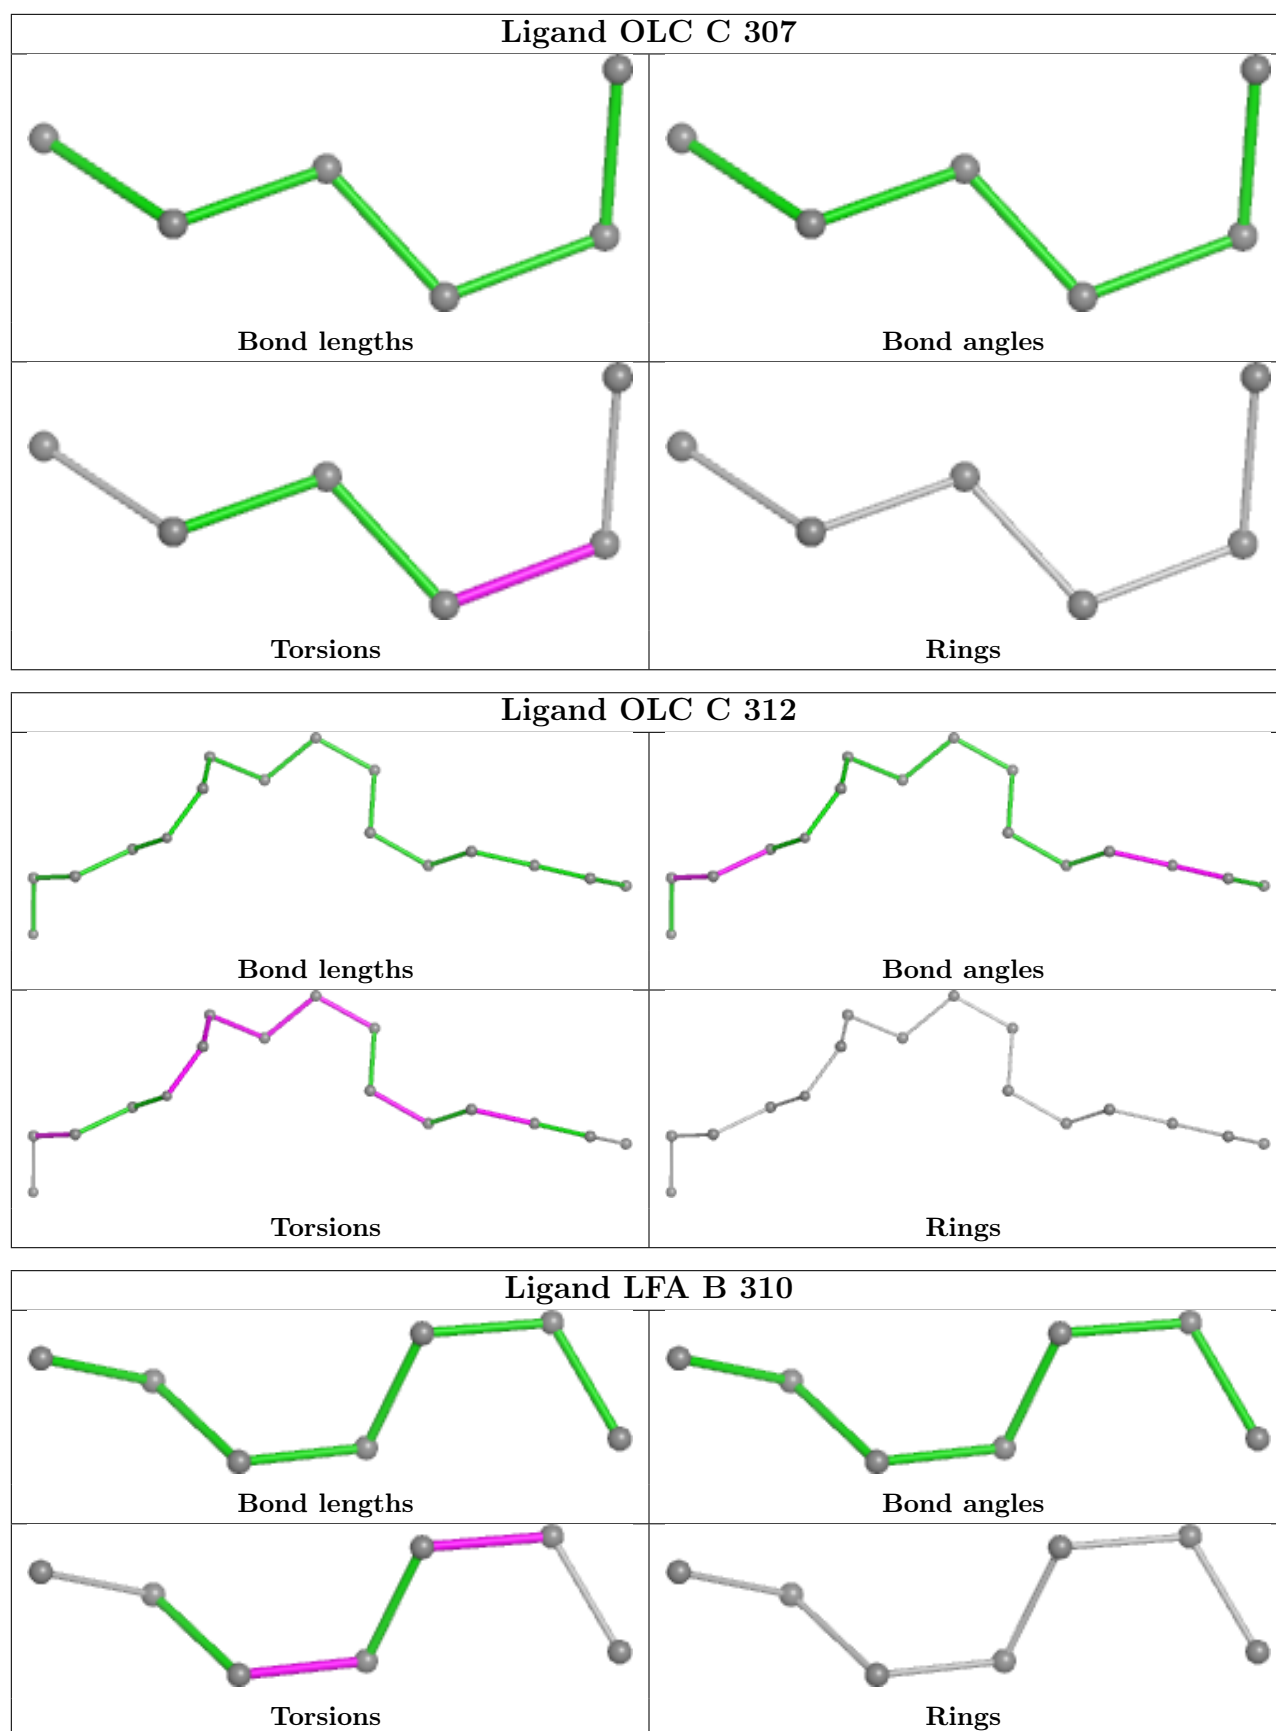 Ligand OLC C 307
Bond lengths
Bond angles
Torsions
Rings
Ligand OLC C 312
Bond lengths
Bond angles
Torsions
Rings
Ligand LFA B 310
Bond lengths
Bond angles
Torsions
Rings